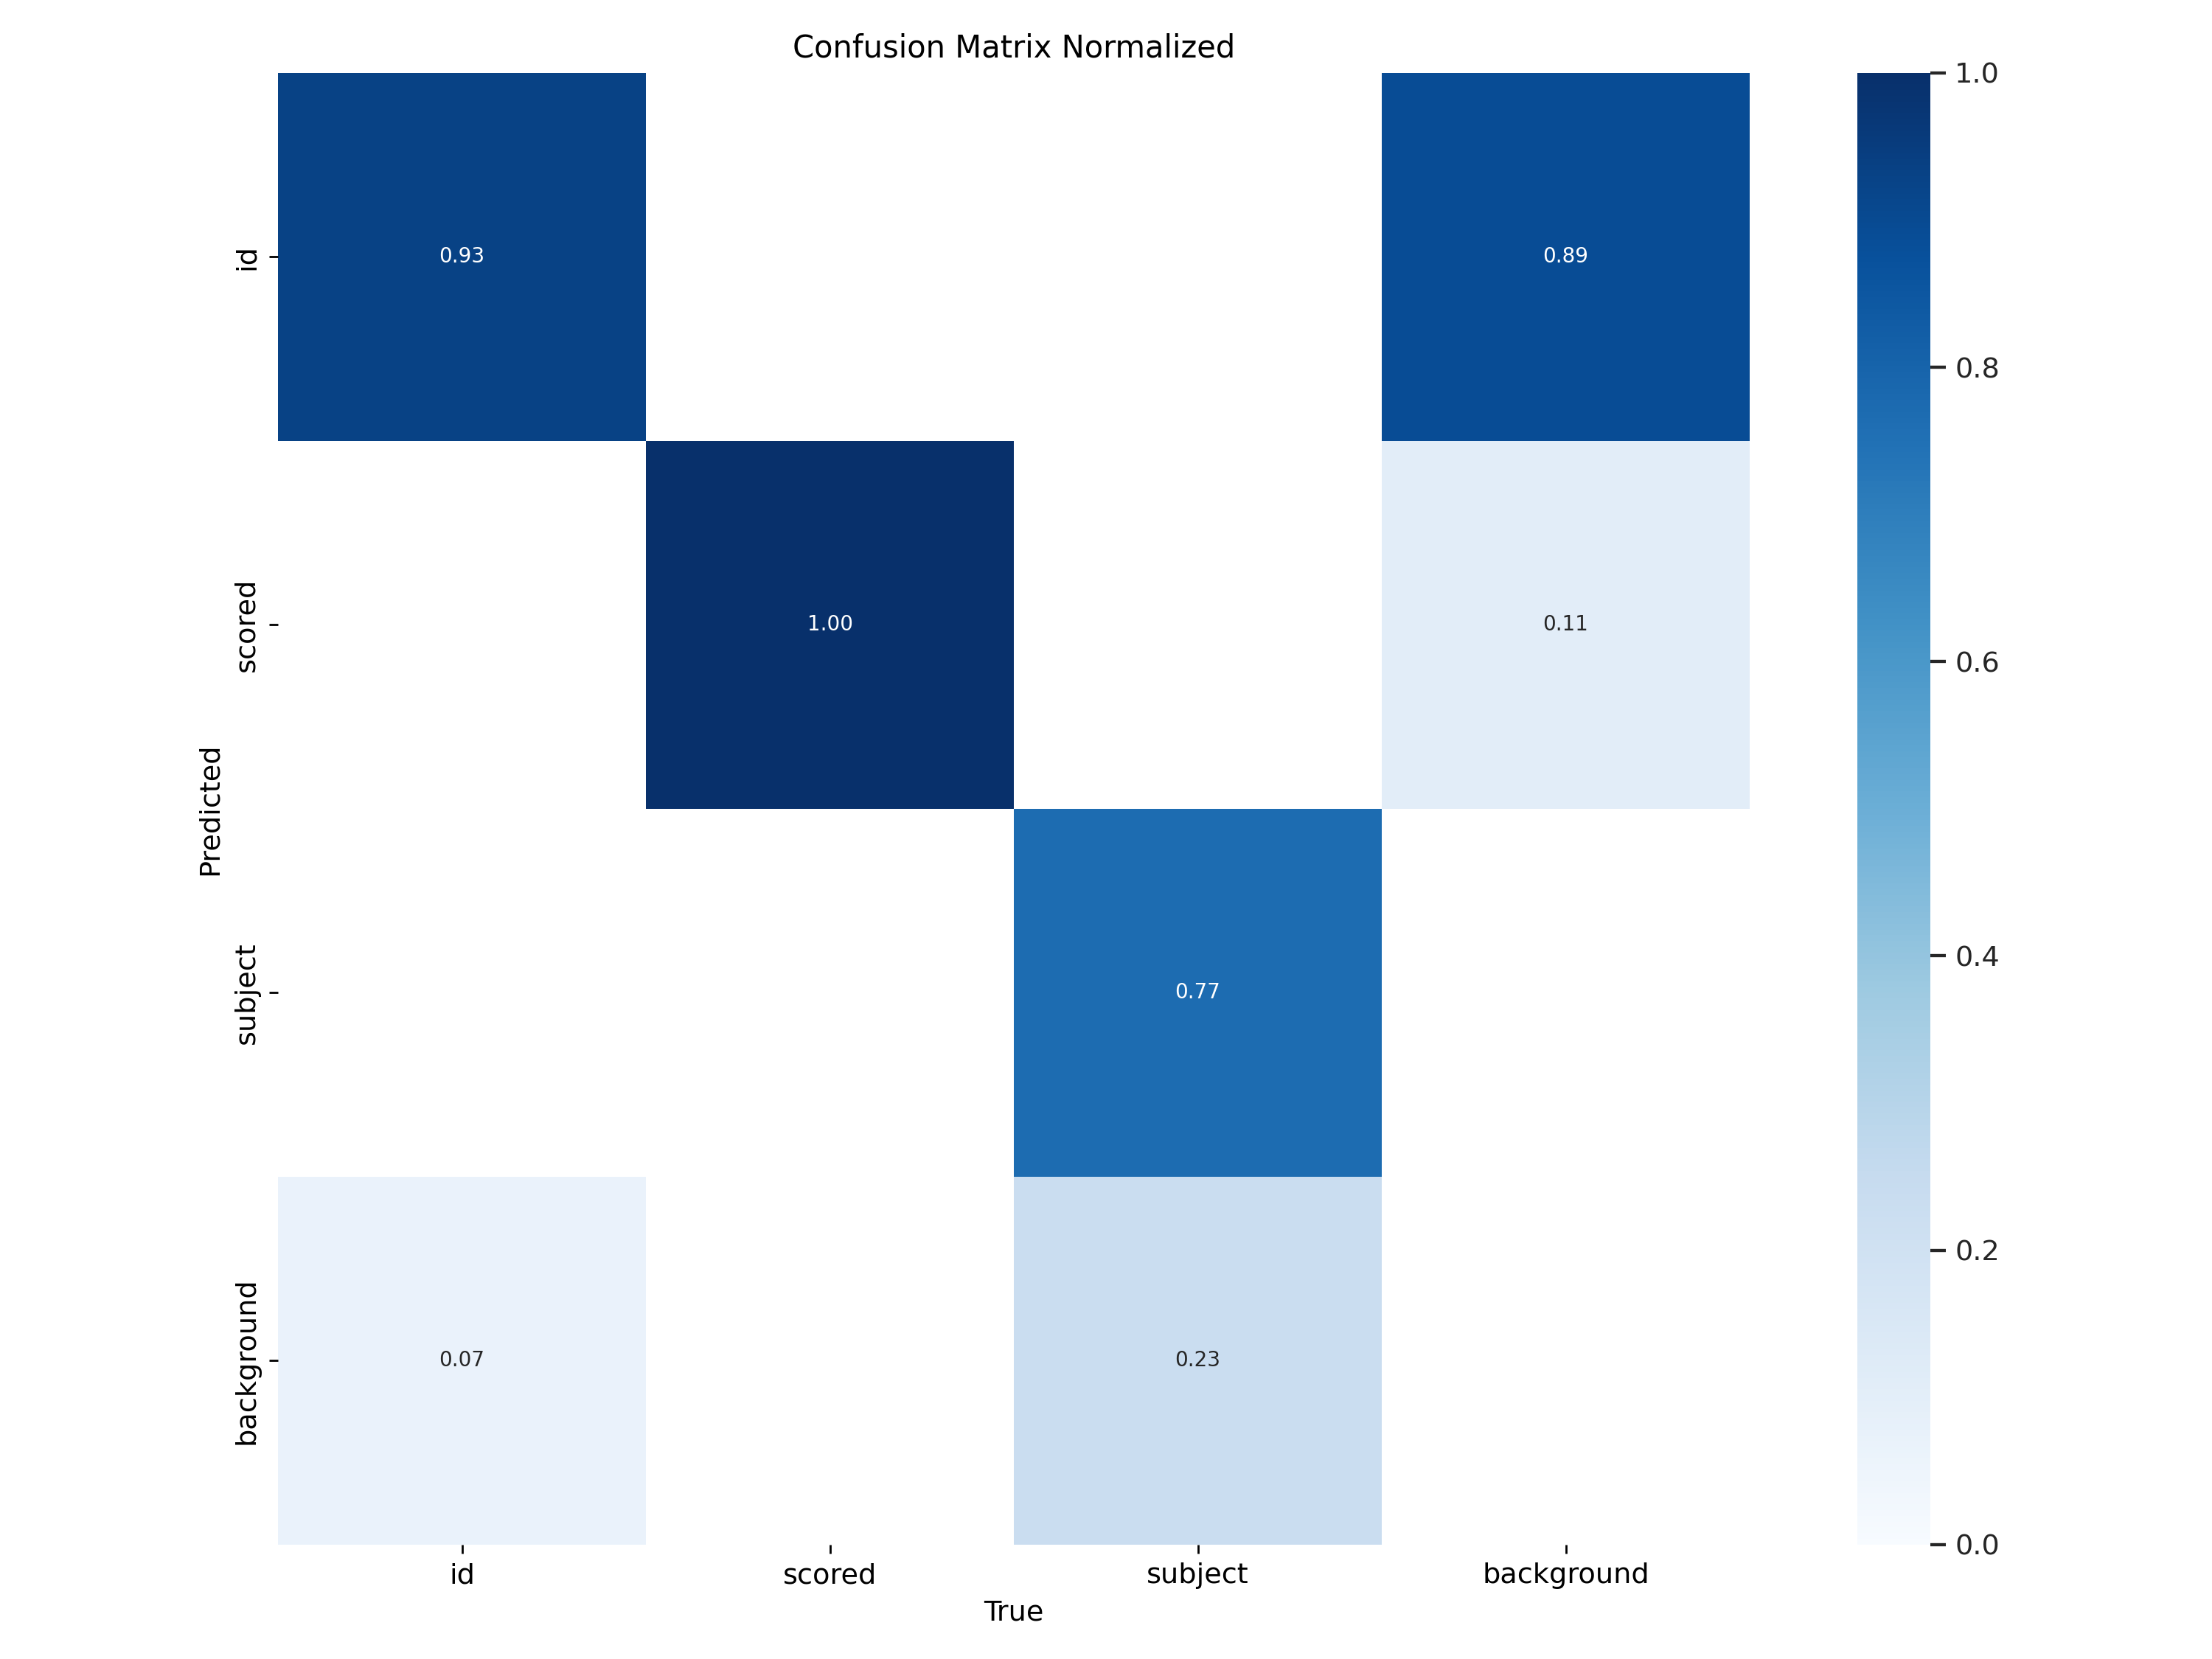 Confusion Matrix Normalized
id
scored
subject
background
Predicted
0.93
0.89
1.00
0.11
0.77
0.07
0.23
id
scored
subject
background
True
1.0
0.8
0.6
0.4
0.2
0.0